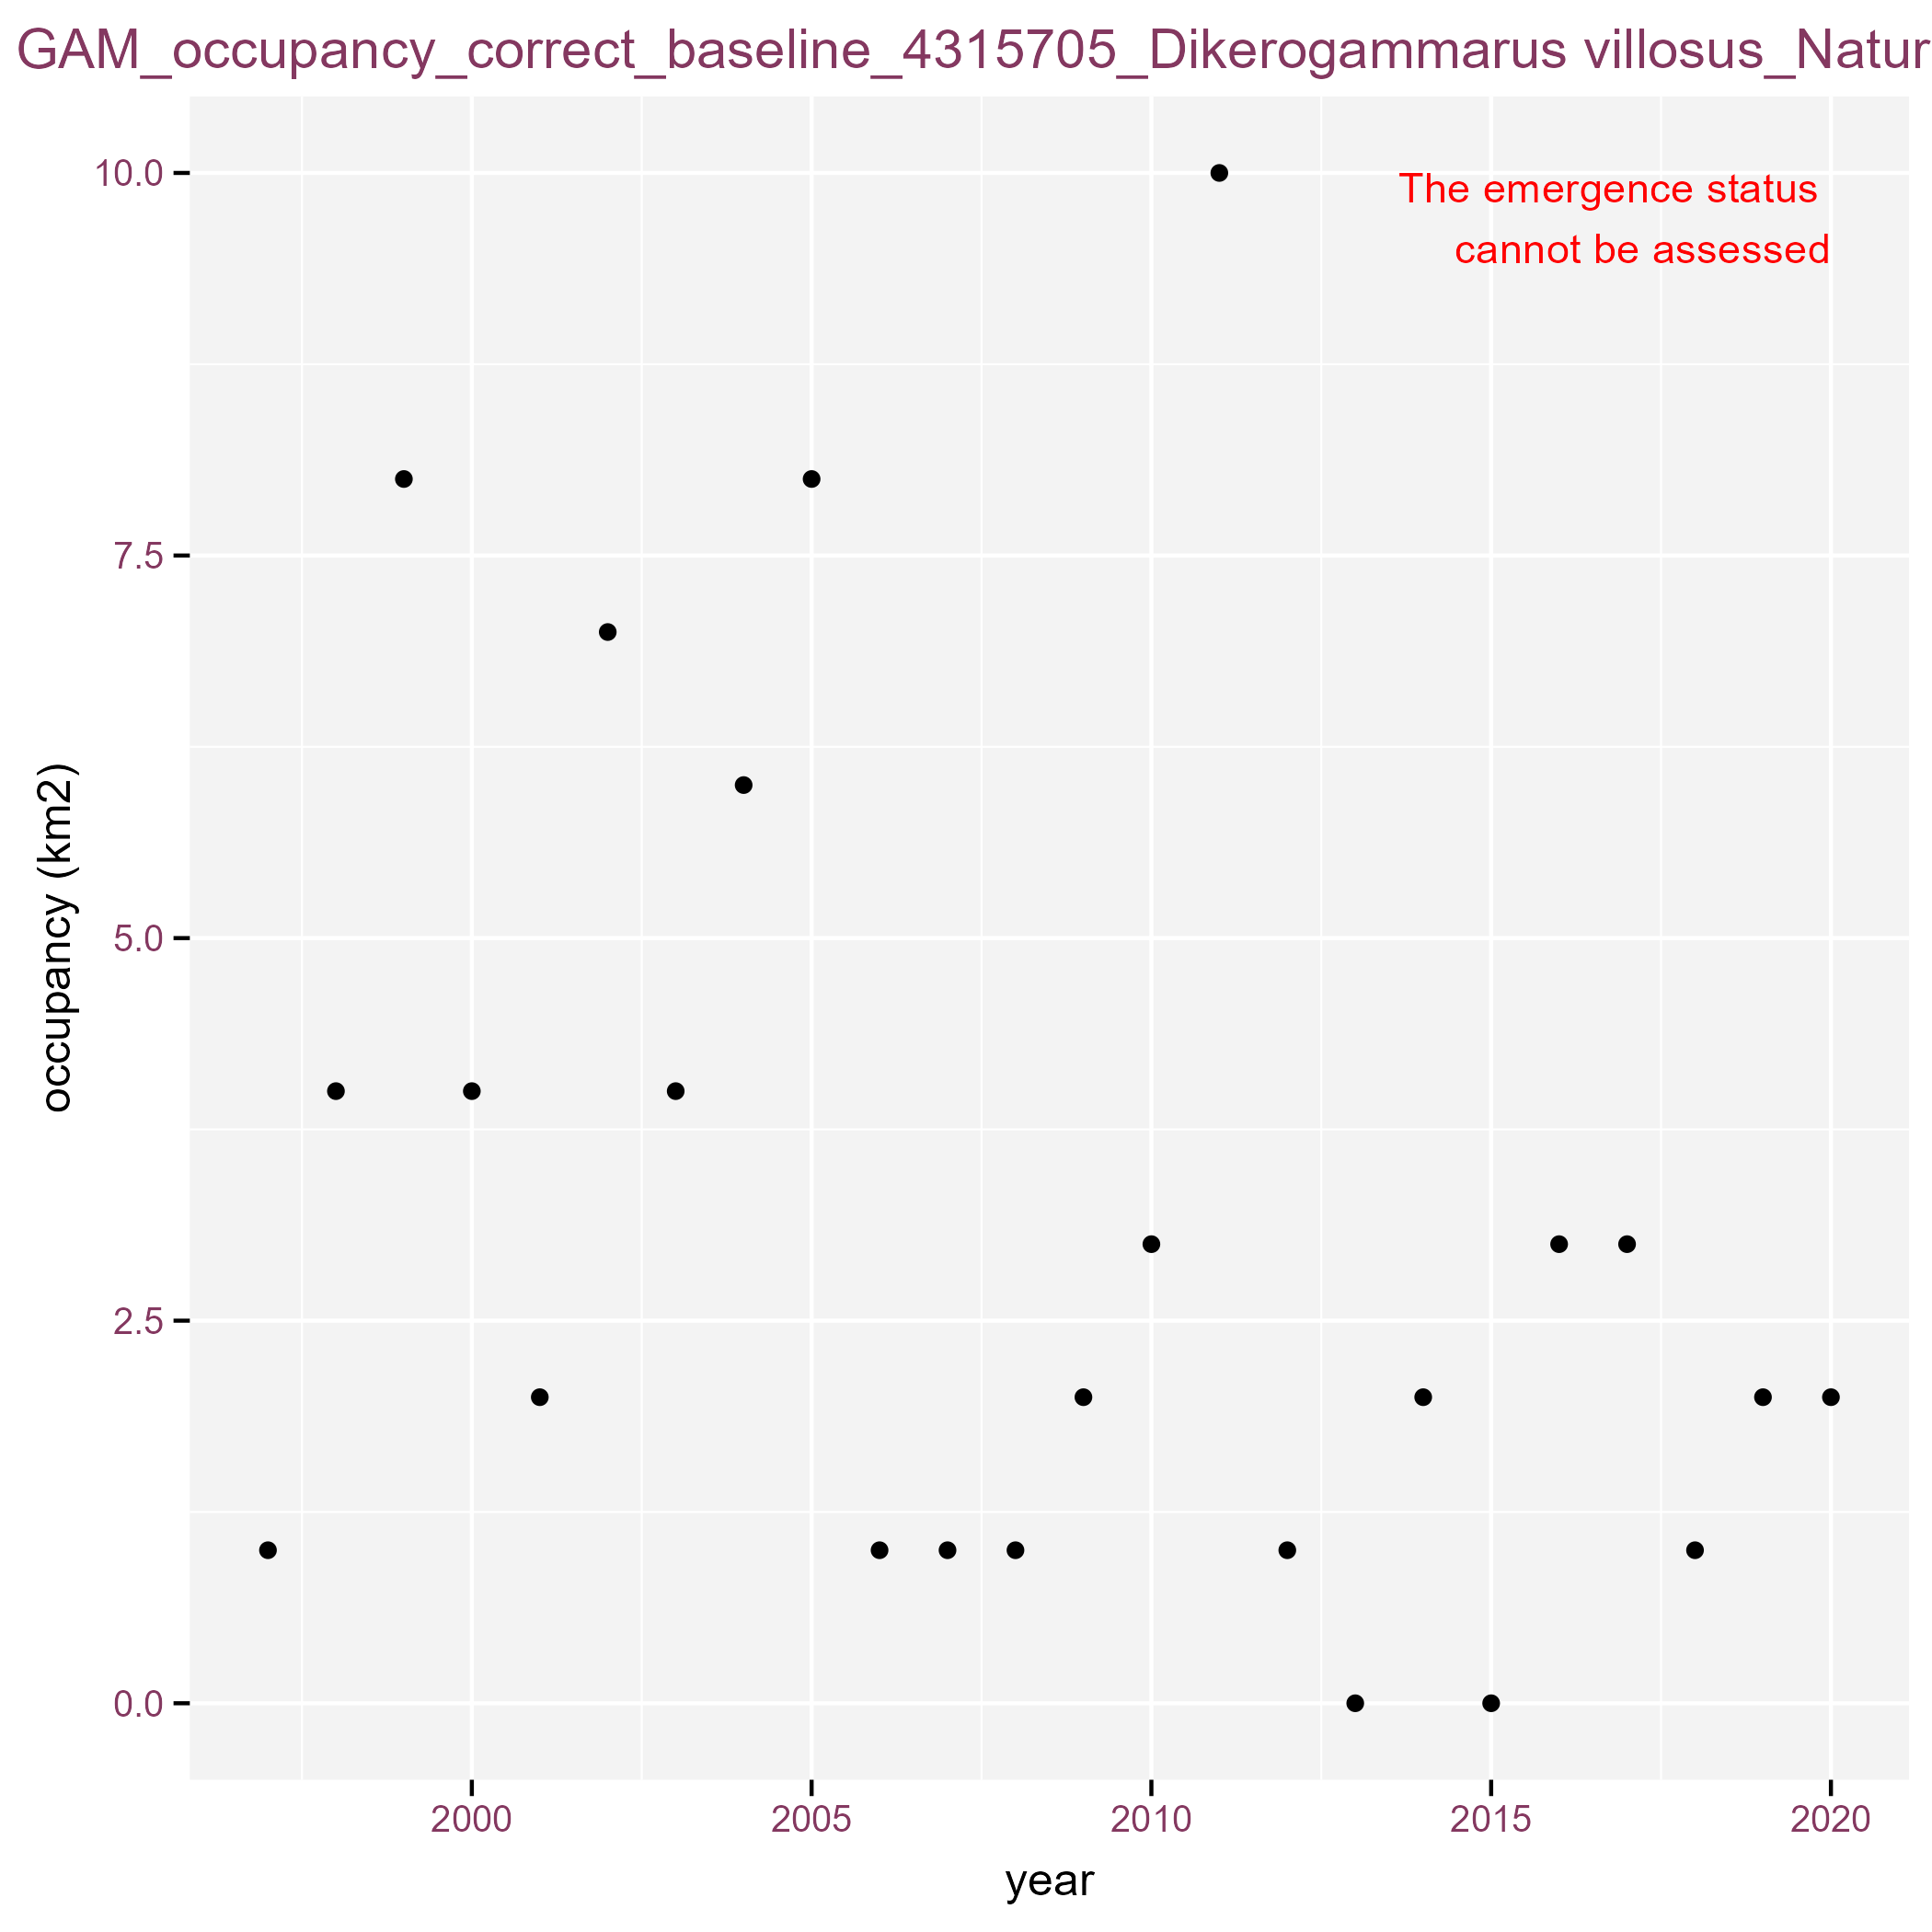 GAM_occupancy_correct_baseline_4315705_Dikerogammarus villosus_Natur
The emergence status
cannot be assessed
10.0
7.5
5.0
2.5
0.0
occupancy (km2)
2000 2005 2010 2015 2020
year